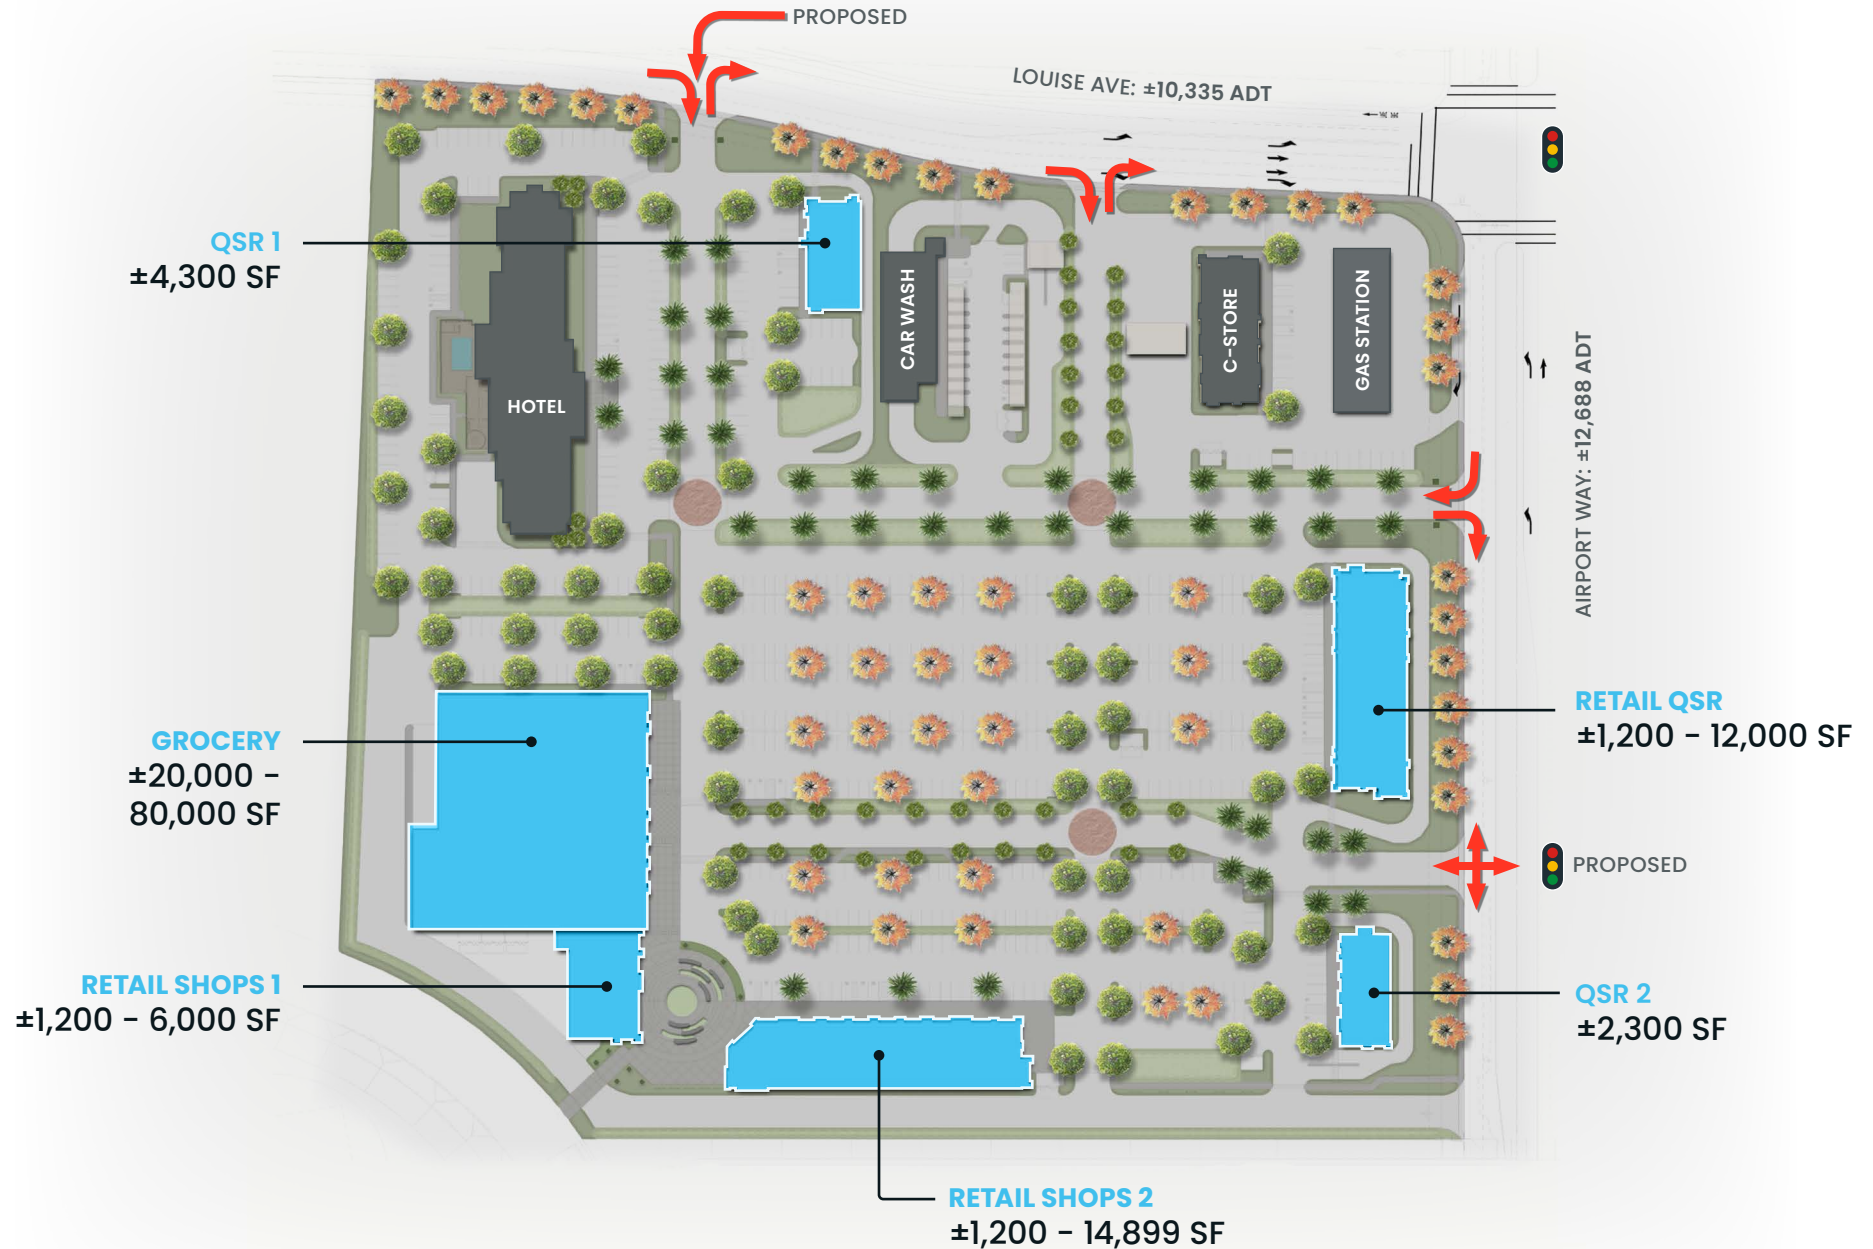 PROPOSED
LOUISE AVE: ±10,335 ADT
QSR 1
±4,300 SF
CAR WASH
C-STORE
GAS STATION
HOTEL
AIRPORT WAY: ±12,688 ADT
RETAIL QSR
±1,200 - 12,000 SF
GROCERY
±20,000 -
80,000 SF
PROPOSED
RETAIL SHOPS 1
±1,200 - 6,000 SF
QSR 2
±2,300 SF
RETAIL SHOPS 2
±1,200 - 14,899 SF